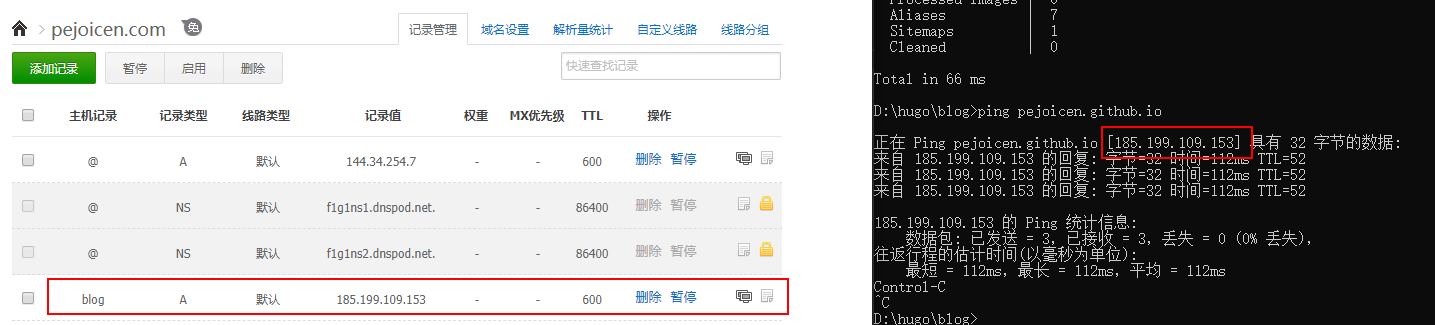 pejoicen.com 免
记录管理 域名设置 解析量统计 自定义线路 线路分组
添加记录 暂停 启用 删除 快速查找记录
主机记录 记录类型 线路类型 记录值 权重 MX优先级 TTL 操作
@ A 默认 144.34.254.7 - - 600 删除 暂停
@ NS 默认 f1g1ns1.dnspod.net. - - 86400 删除 暂停
@ NS 默认 f1g1ns2.dnspod.net. - - 86400 删除 暂停
blog A 默认 185.199.109.153 - - 600 删除 暂停
Processed images | 0
Aliases | 7
Sitemaps | 1
Cleaned | 0
Total in 66 ms
D:\hugo\blog>ping pejoicen.github.io
正在 Ping pejoicen.github.io [185.199.109.153] 具有 32 字节的数据:
来自 185.199.109.153 的回复: 字节=32 时间=112ms TTL=52
来自 185.199.109.153 的回复: 字节=32 时间=112ms TTL=52
来自 185.199.109.153 的回复: 字节=32 时间=112ms TTL=52
185.199.109.153 的 Ping 统计信息:
数据包: 已发送 = 3, 已接收 = 3, 丢失 = 0 (0% 丢失),
往返行程的估计时间(以毫秒为单位):
最短 = 112ms, 最长 = 112ms, 平均 = 112ms
Control-C
^C
D:\hugo\blog>